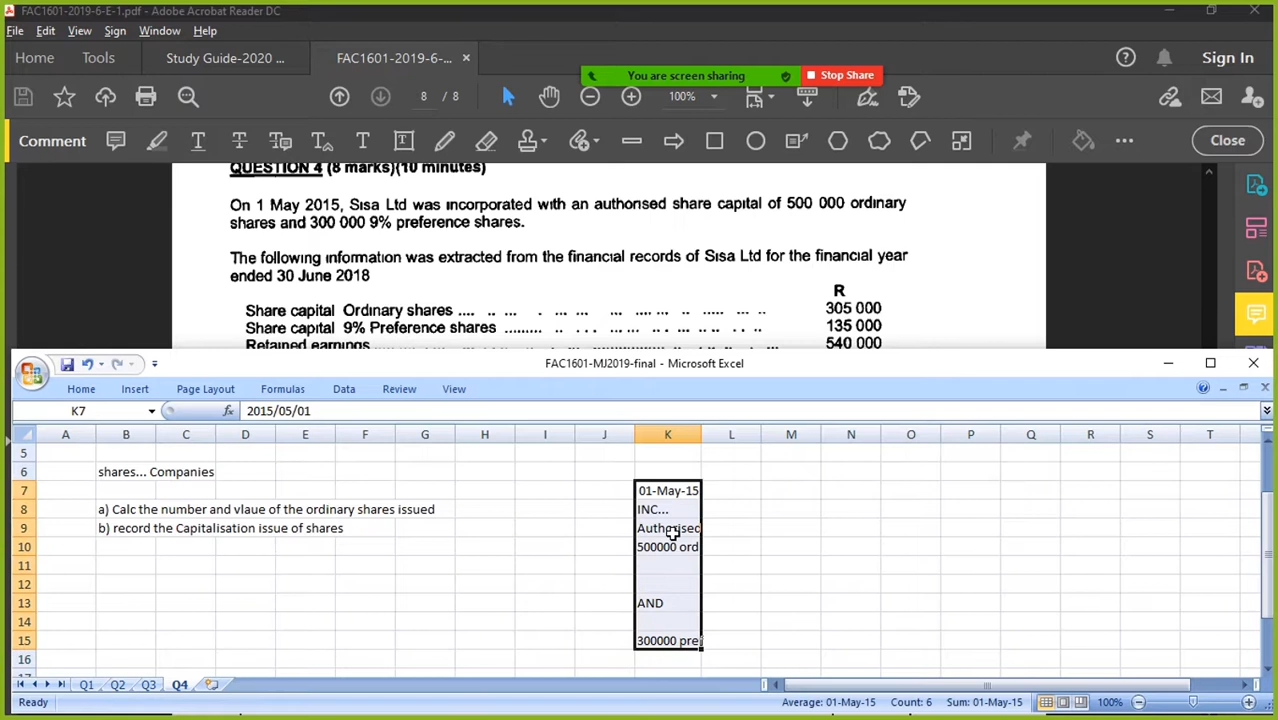 FAC1601-2019-6-E-1.pdf - Adobe Acrobat Reader DC
File Edit View Sign Window Help
Home Tools Study Guide-2020 ... FAC1601-2019-6-... × Sign In
You are screen sharing Stop Share
8 / 8 100%
Comment Close
QUESTION 4 (8 marks)(10 minutes)
On 1 May 2015, Sisa Ltd was incorporated with an authorised share capital of 500 000 ordinary
shares and 300 000 9% preference shares.
The following information was extracted from the financial records of Sisa Ltd for the financial year
ended 30 June 2018
R
Share capital Ordinary shares 305 000
Share capital 9% Preference shares 135 000
Retained earnings 540 000
FAC1601-MJ2019-final - Microsoft Excel
Home Insert Page Layout Formulas Data Review View
K7 fx 2015/05/01
A B C D E F G H I J K L M N O P Q R S T
5
6 shares... Companies
7 01-May-15
8 a) Calc the number and vlaue of the ordinary shares issued INC...
9 b) record the Capitalisation issue of shares Authorised
10 500000 ord
11
12
13 AND
14
15 300000 pref
16
Q1 Q2 Q3 Q4
Ready Average: 01-May-15 Count: 6 Sum: 01-May-15 100%